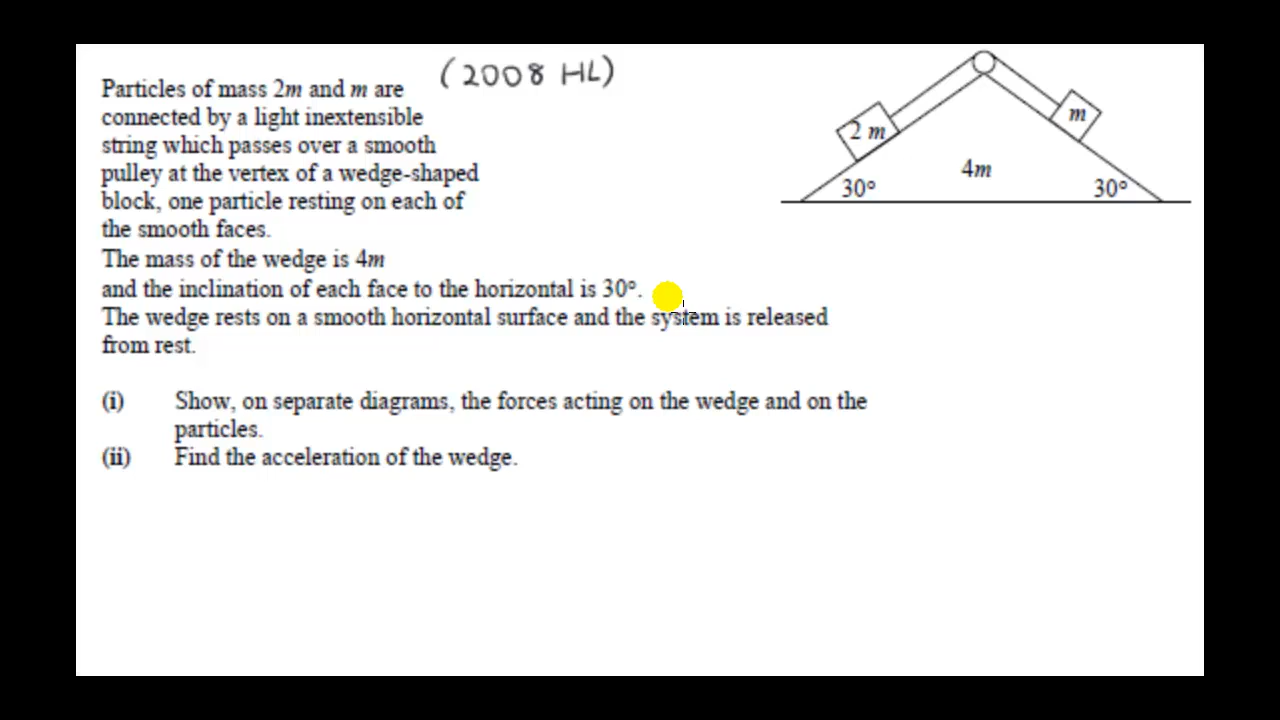 (2008 HL)
Particles of mass 2m and m are
connected by a light inextensible
string which passes over a smooth
pulley at the vertex of a wedge-shaped
block, one particle resting on each of
the smooth faces.
The mass of the wedge is 4m
and the inclination of each face to the horizontal is 30°.
The wedge rests on a smooth horizontal surface and the system is released
from rest.
(i) Show, on separate diagrams, the forces acting on the wedge and on the
particles.
(ii) Find the acceleration of the wedge.
2 m
m
4m
30°
30°